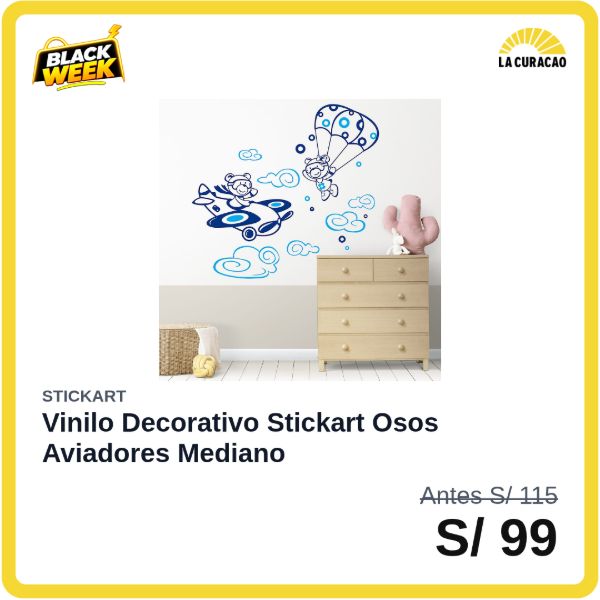 BLACK
WEEK
LA CURACAO
STICKART
Vinilo Decorativo Stickart Osos
Aviadores Mediano
Antes S/ 115
S/ 99